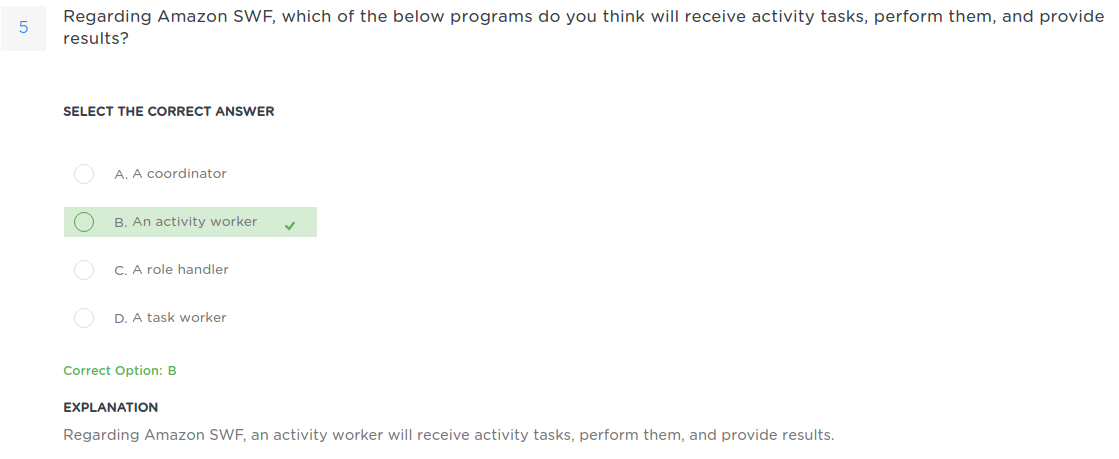 5
Regarding Amazon SWF, which of the below programs do you think will receive activity tasks, perform them, and provide
results?
SELECT THE CORRECT ANSWER
A. A coordinator
B. An activity worker
C. A role handler
D. A task worker
Correct Option: B
EXPLANATION
Regarding Amazon SWF, an activity worker will receive activity tasks, perform them, and provide results.